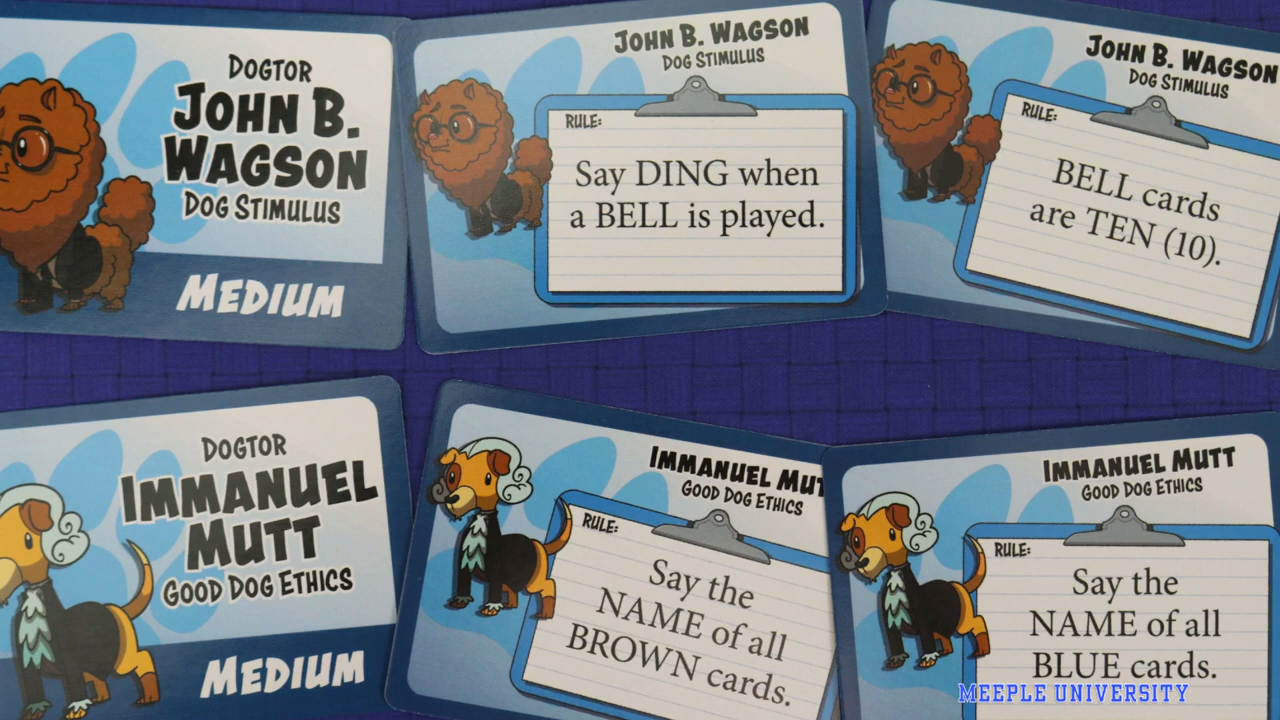 DOGTOR
JOHN B.
WAGSON
DOG STIMULUS
MEDIUM
JOHN B. WAGSON
DOG STIMULUS
RULE:
Say DING when
a BELL is played.
JOHN B. WAGSON
DOG STIMULUS
RULE:
BELL cards
are TEN (10).
DOGTOR
IMMANUEL
MUTT
GOOD DOG ETHICS
MEDIUM
IMMANUEL MUT
GOOD DOG ETHICS
RULE:
Say the
NAME of all
BROWN cards.
IMMANUEL MUTT
GOOD DOG ETHICS
RULE:
Say the
NAME of all
BLUE cards.
MEEPLE UNIVERSITY